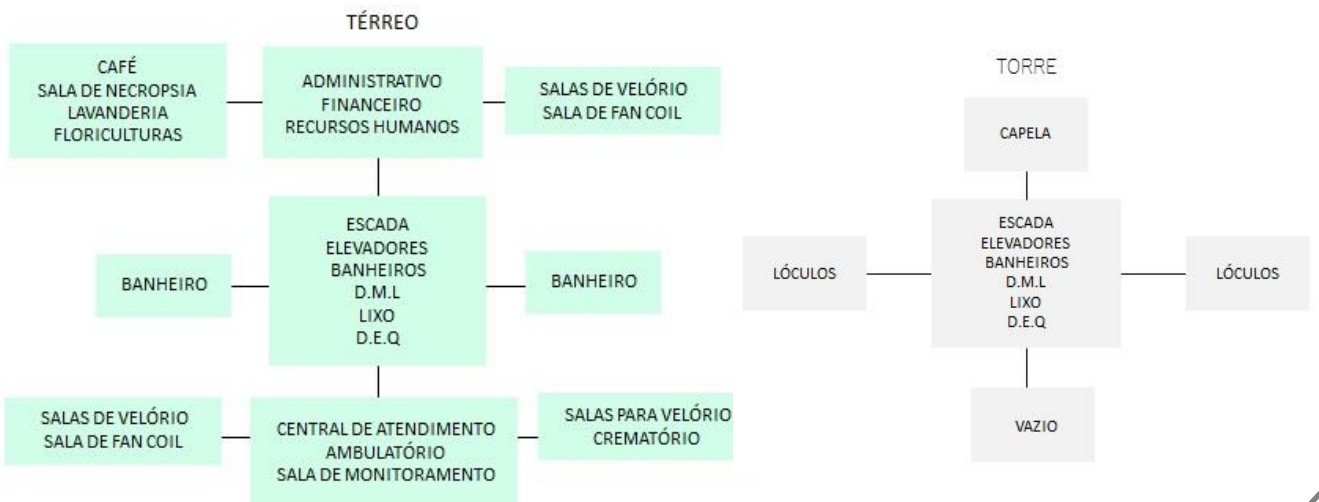 TÉRREO
CAFÉ
SALA DE NECROPSIA
LAVANDERIA
FLORICULTURAS
ADMINISTRATIVO
FINANCEIRO
RECURSOS HUMANOS
SALAS DE VELÓRIO
SALA DE FAN COIL
BANHEIRO
ESCADA
ELEVADORES
BANHEIROS
D.M.L
LIXO
D.E.Q
BANHEIRO
SALAS DE VELÓRIO
SALA DE FAN COIL
CENTRAL DE ATENDIMENTO
AMBULATÓRIO
SALA DE MONITORAMENTO
SALAS PARA VELÓRIO
CREMATÓRIO
TORRE
CAPELA
LÓCULOS
ESCADA
ELEVADORES
BANHEIROS
D.M.L
LIXO
D.E.Q
LÓCULOS
VAZIO